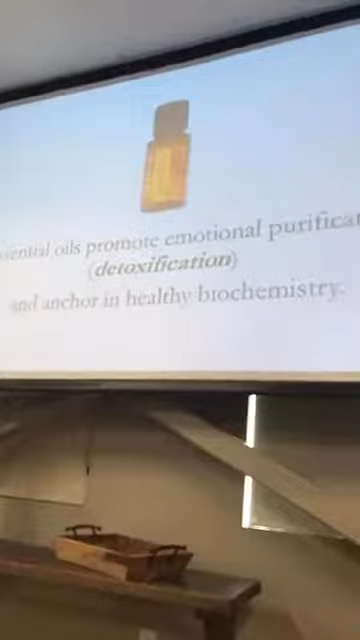 ssential oils promote emotional purificat
(detoxification)
and anchor in healthy biochemistry.